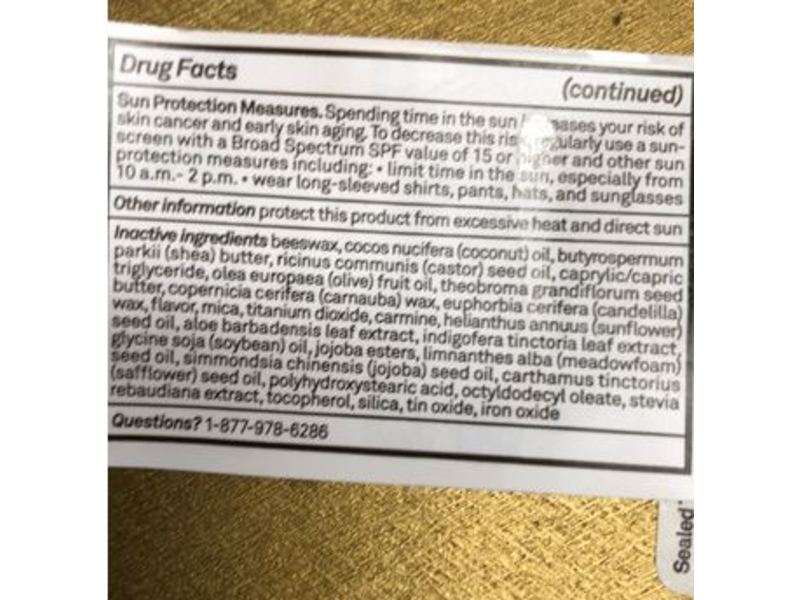 Drug Facts
(continued)
Sun Protection Measures. Spending time in the sun your risk of
skin cancer and early skin aging. To decrease this use a sun-
screen with a Broad Spectrum SPF value of 15 or higher and other sun
protection measures including: • limit time in the sun, especially from
10 a.m.- 2 p.m. • wear long-sleeved shirts, pants, hats, and sunglasses
Other information protect this product from excessive heat and direct sun
Inactive ingredients beeswax, cocos nucifera (coconut) oil, butyrospermum
parkii (shea) butter, ricinus communis (castor) seed oil, caprylic/capric
triglyceride, olea europaea (olive) fruit oil, theobroma grandiflorum seed
butter, copernicia cerifera (carnauba) wax, euphorbia cerifera (candelilla)
wax, flavor, mica, titanium dioxide, carmine, helianthus annuus (sunflower)
seed oil, aloe barbadensis leaf extract, indigofera tinctoria leaf extract,
glycine soja (soybean) oil, jojoba esters, limnanthes alba (meadowfoam)
seed oil, simmondsia chinensis (jojoba) seed oil, carthamus tinctorius
(safflower) seed oil, polyhydroxystearic acid, octyldodecyl oleate, stevia
rebaudiana extract, tocopherol, silica, tin oxide, iron oxide
Questions? 1-877-978-6286
Sealed